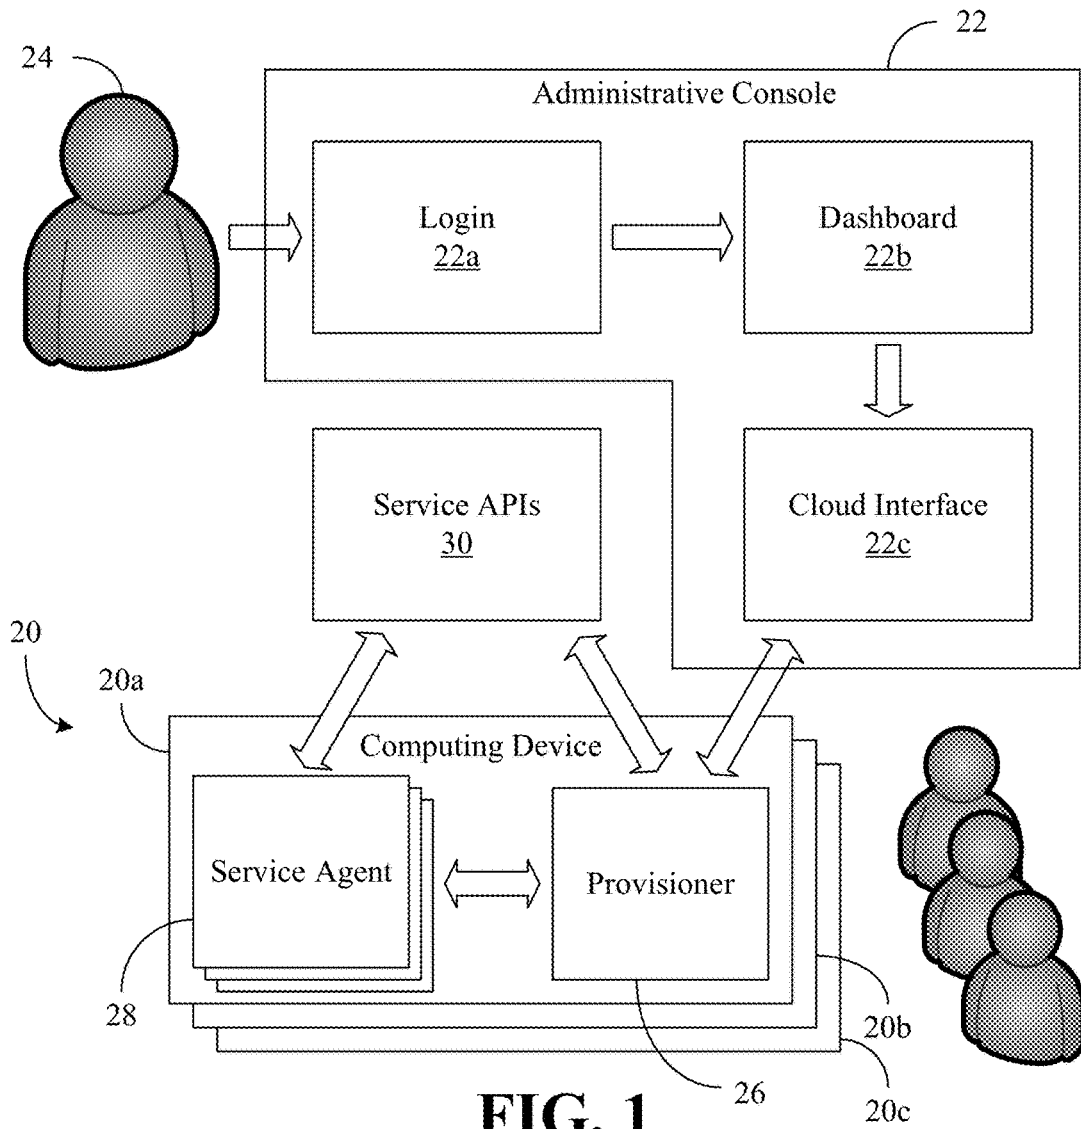 22
24
Administrative Console
Login
22a
Dashboard
22b
Service APIs
30
Cloud Interface
22c
20
20a
Computing Device
Service Agent
Provisioner
28
20b
26
20c
FIG. 1